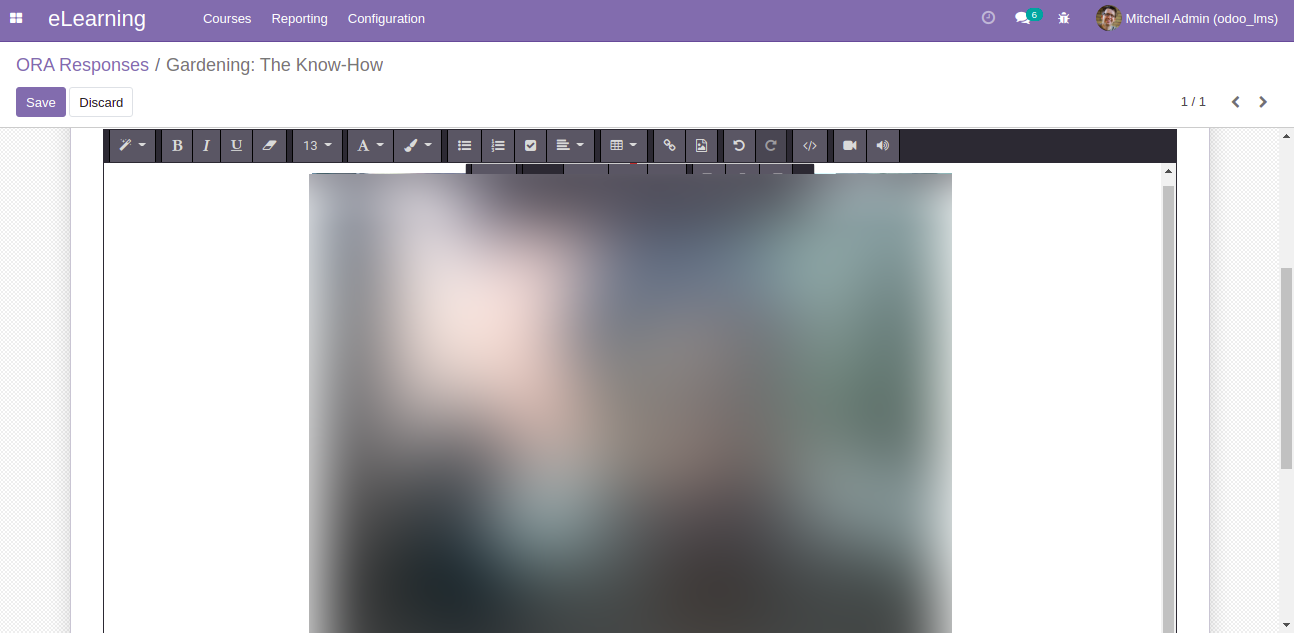 eLearning Courses Reporting Configuration 6 Mitchell Admin (odoo_lms)
ORA Responses / Gardening: The Know-How
Save Discard 1 / 1
B I U 13 A